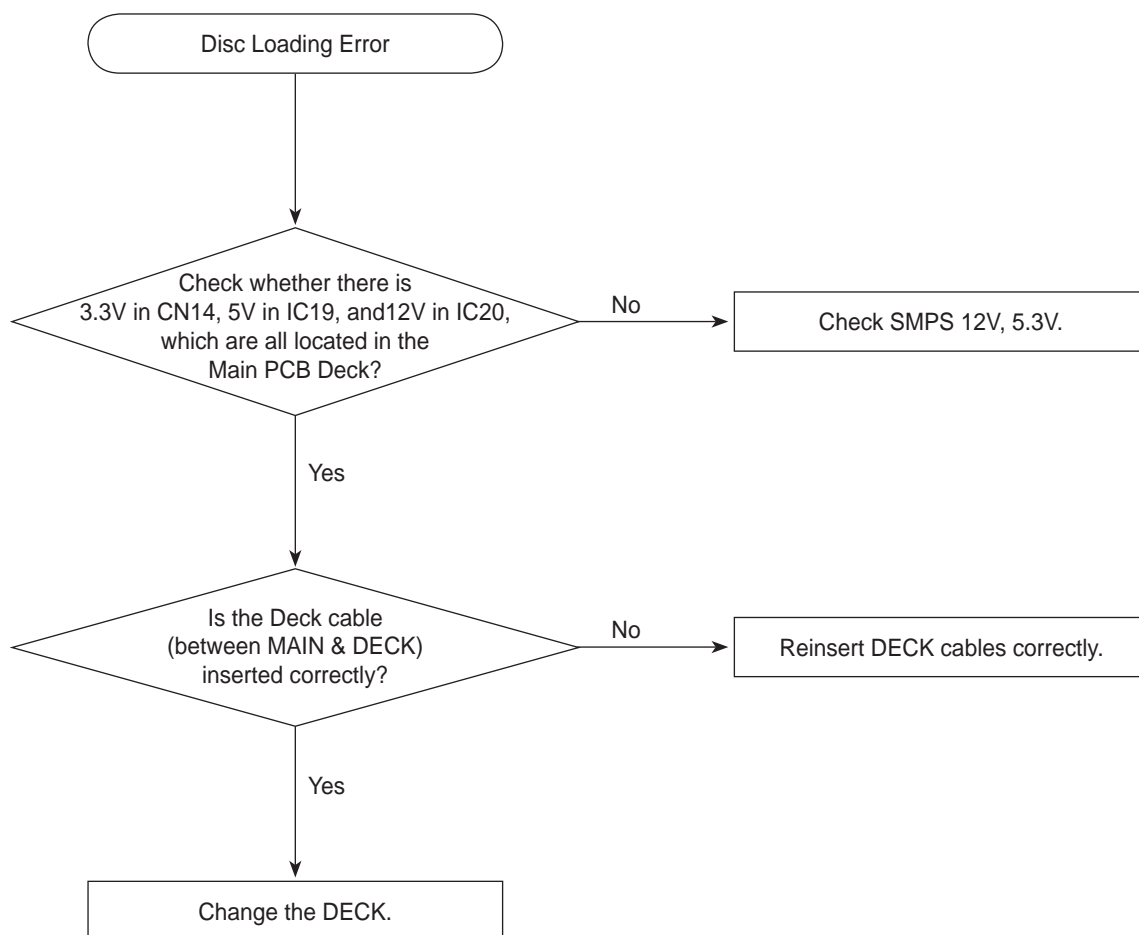 Disc Loading Error
Check whether there is
3.3V in CN14, 5V in IC19, and12V in IC20,
which are all located in the
Main PCB Deck?
No
Check SMPS 12V, 5.3V.
Yes
Is the Deck cable
(between MAIN & DECK)
inserted correctly?
No
Reinsert DECK cables correctly.
Yes
Change the DECK.